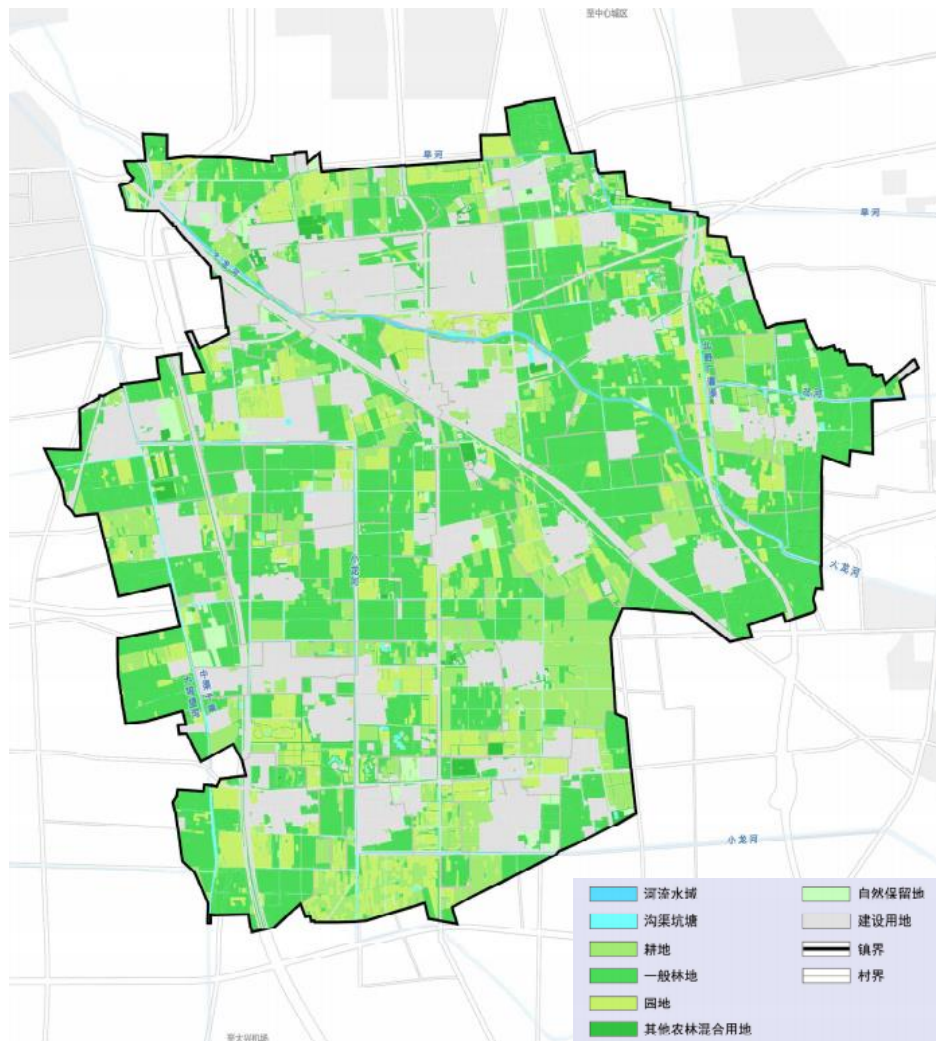 至中心城区
旱河
旱河
大龙河
龙河
大龙河
小龙河
小龙河
至大兴机场
河流水域
沟渠坑塘
耕地
一般林地
园地
其他农林混合用地
自然保留地
建设用地
镇界
村界